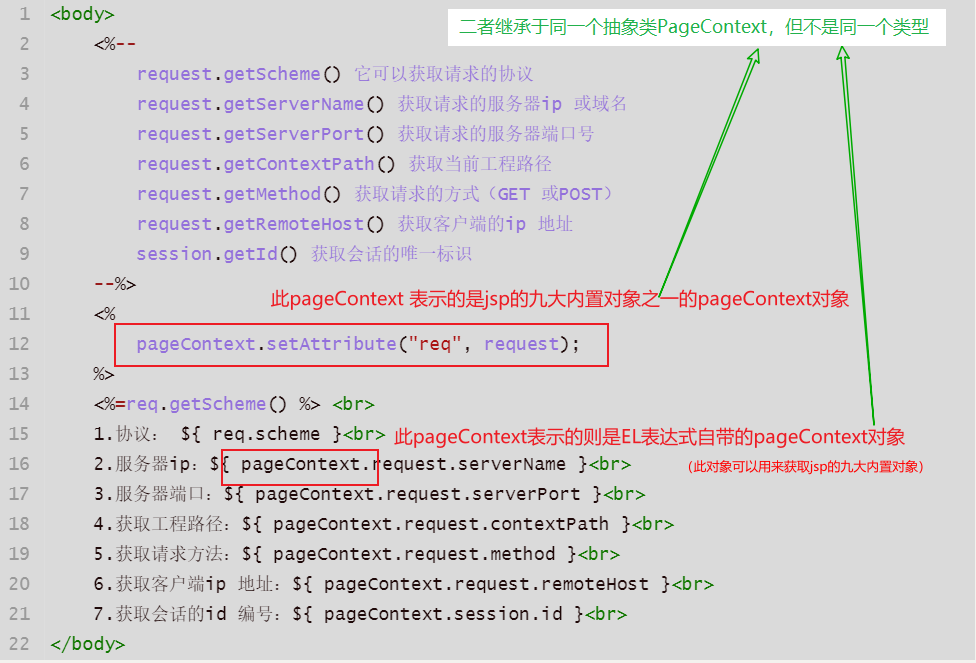 1 <body>
二者继承于同一个抽象类PageContext，但不是同一个类型
2 <%--
3 request.getScheme() 它可以获取请求的协议
4 request.getServerName() 获取请求的服务器ip 或域名
5 request.getServerPort() 获取请求的服务器端口号
6 request.getContextPath() 获取当前工程路径
7 request.getMethod() 获取请求的方式（GET 或POST）
8 request.getRemoteHost() 获取客户端的ip 地址
9 session.getId() 获取会话的唯一标识
10 --%>
此pageContext 表示的是jsp的九大内置对象之一的pageContext对象
11 <%
12 pageContext.setAttribute("req", request);
13 %>
14 <%=req.getScheme() %> <br>
15 1.协议： ${ req.scheme }<br>
此pageContext表示的则是EL表达式自带的pageContext对象
16 2.服务器ip：${ pageContext.request.serverName }<br>
（此对象可以用来获取jsp的九大内置对象）
17 3.服务器端口：${ pageContext.request.serverPort }<br>
18 4.获取工程路径：${ pageContext.request.contextPath }<br>
19 5.获取请求方法：${ pageContext.request.method }<br>
20 6.获取客户端ip 地址：${ pageContext.request.remoteHost }<br>
21 7.获取会话的id 编号：${ pageContext.session.id }<br>
22 </body>